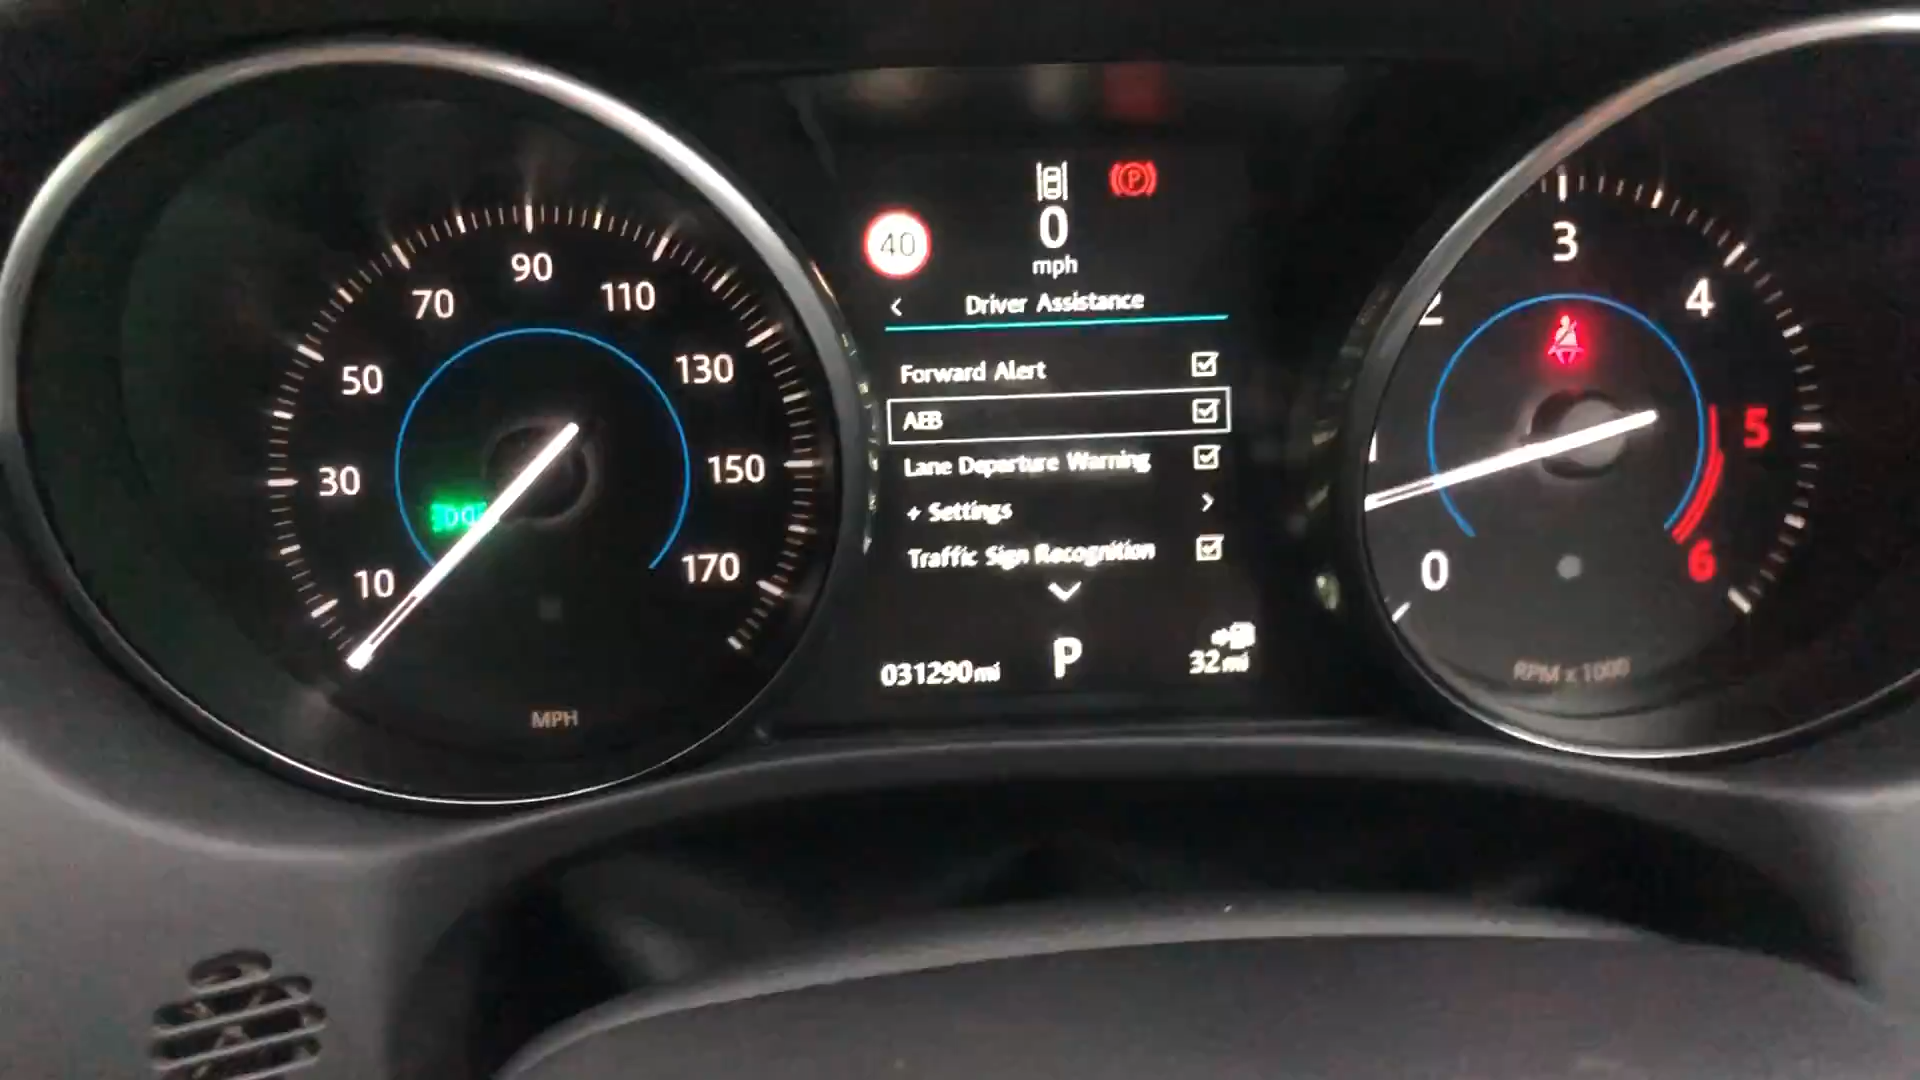 10
30
50
70
90
110
130
150
170
MPH
40
0
mph
Driver Assistance
Forward Alert
AEB
Lane Departure Warning
+ Settings
Traffic Sign Recognition
031290mi
P
32mi
0
1
2
3
4
5
6
RPM x 1000
P